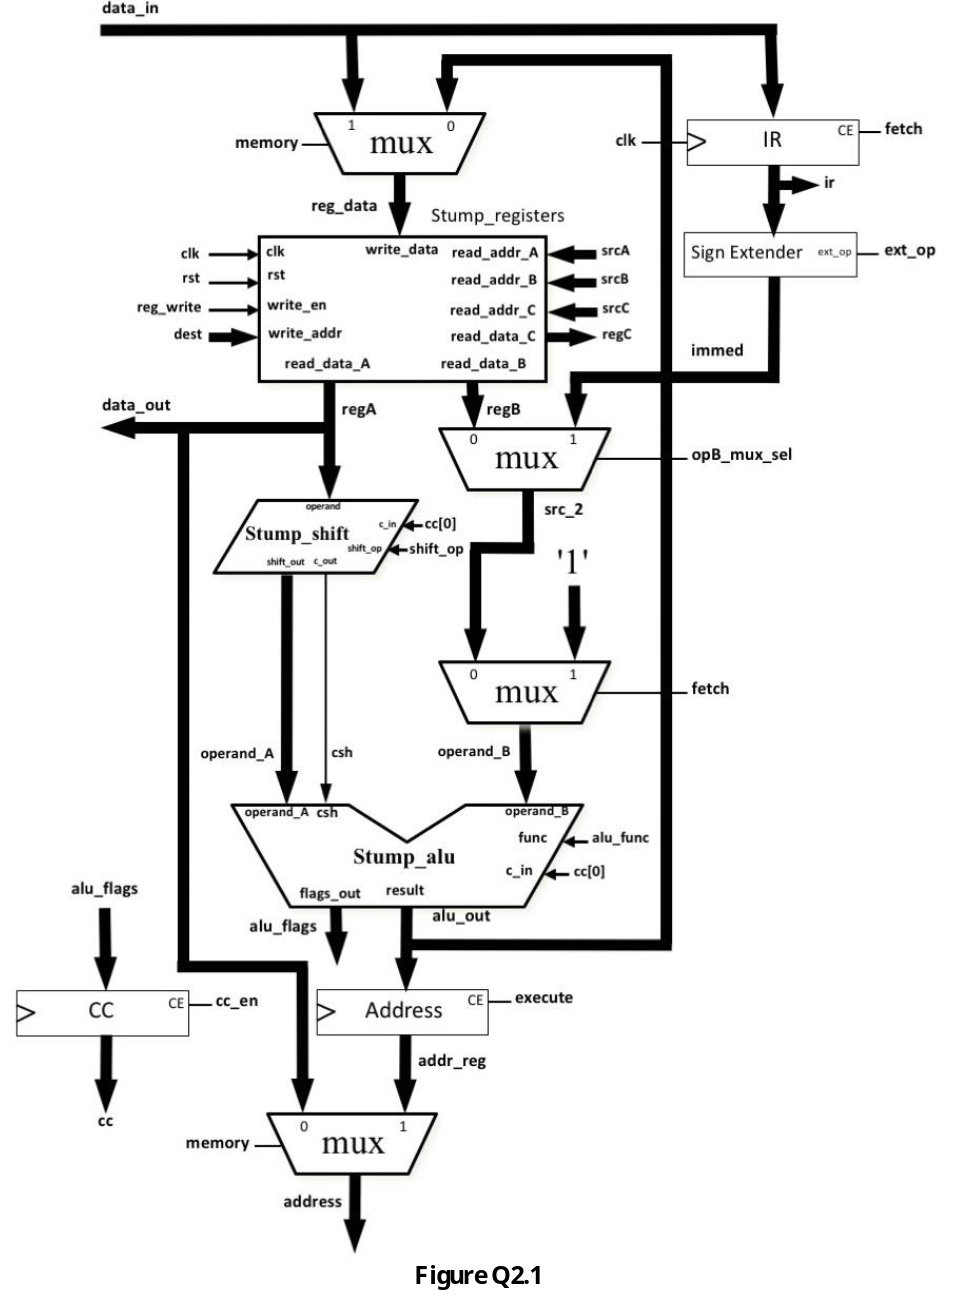 data_in
1 0
mux
memory
clk
IR
CE
fetch
ir
reg_data
Stump_registers
Sign Extender
ext_op
ext_op
clk
rst
reg_write
dest
clk
rst
write_en
write_addr
write_data
read_addr_A
read_addr_B
read_addr_C
read_data_C
read_data_A
read_data_B
srcA
srcB
srcC
regC
immed
data_out
regA
regB
0 1
mux
opB_mux_sel
src_2
operand
Stump_shift
c_in
shift_op
shift_out
c_out
cc[0]
shift_op
'1'
0 1
mux
fetch
operand_A
csh
operand_B
operand_A
csh
operand_B
Stump_alu
func
c_in
alu_func
cc[0]
flags_out
result
alu_flags
alu_out
alu_flags
CC
CE
cc_en
cc
Address
CE
execute
addr_reg
0 1
mux
memory
address
Figure Q2.1